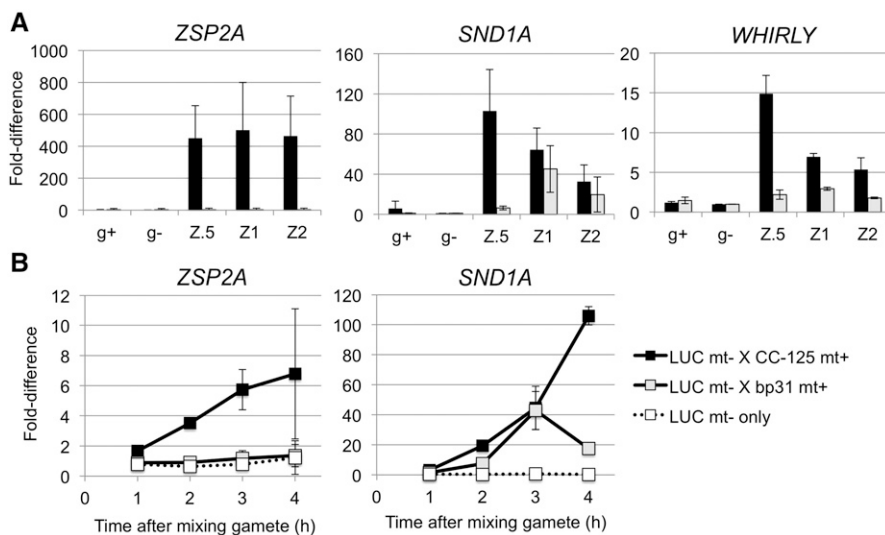 A
ZSP2A
SND1A
WHIRLY
Fold-difference
1000
800
600
400
200
0
g+ g- Z.5 Z1 Z2
160
120
80
40
0
g+ g- Z.5 Z1 Z2
20
15
10
5
0
g+ g- Z.5 Z1 Z2
B
ZSP2A
SND1A
Fold-difference
12
10
8
6
4
2
0
0 1 2 3 4
Time after mixing gamete (h)
120
100
80
60
40
20
0
0 1 2 3 4
Time after mixing gamete (h)
LUC mt- X CC-125 mt+
LUC mt- X bp31 mt+
LUC mt- only